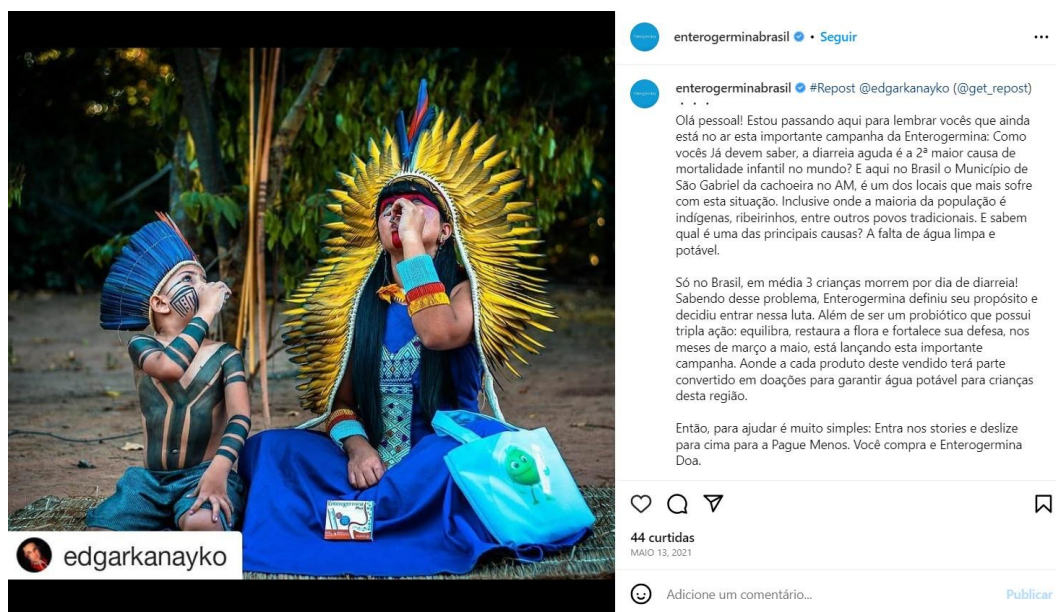 enterogerminabrasil • Seguir
enterogerminabrasil #Repost @edgarkanayko (@get_repost)
・・・
Olá pessoal! Estou passando aqui para lembrar vocês que ainda
está no ar esta importante campanha da Enterogermina: Como
vocês Já devem saber, a diarreia aguda é a 2ª maior causa de
mortalidade infantil no mundo? E aqui no Brasil o Município de
São Gabriel da cachoeira no AM, é um dos locais que mais sofre
com esta situação. Inclusive onde a maioria da população é
indígenas, ribeirinhos, entre outros povos tradicionais. E sabem
qual é uma das principais causas? A falta de água limpa e
potável.
Só no Brasil, em média 3 crianças morrem por dia de diarreia!
Sabendo desse problema, Enterogermina definiu seu propósito e
decidiu entrar nessa luta. Além de ser um probiótico que possui
tripla ação: equilibra, restaura a flora e fortalece sua defesa, nos
meses de março a maio, está lançando esta importante
campanha. Aonde a cada produto deste vendido terá parte
convertido em doações para garantir água potável para crianças
desta região.
Então, para ajudar é muito simples: Entra nos stories e deslize
para cima para a Pague Menos. Você compra e Enterogermina
Doa.
44 curtidas
MAIO 13, 2021
Adicione um comentário...
Publicar
Enterogermina
edgarkanayko